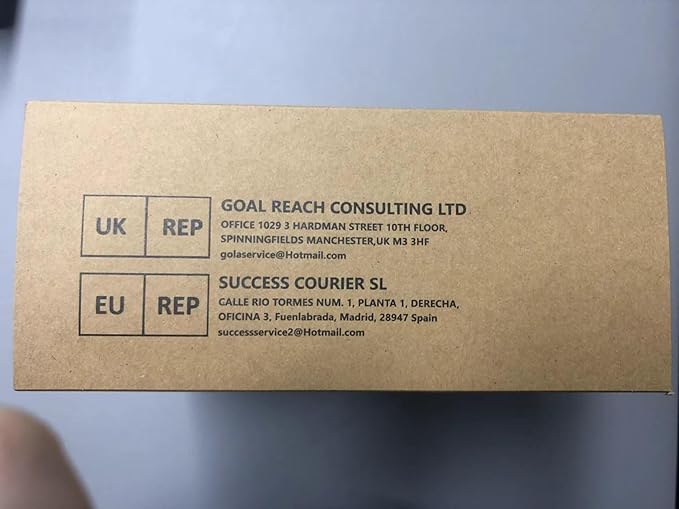 UK REP
GOAL REACH CONSULTING LTD
OFFICE 1029 3 HARDMAN STREET 10TH FLOOR,
SPINNINGFIELDS MANCHESTER,UK M3 3HF
golaservice@Hotmail.com
EU REP
SUCCESS COURIER SL
CALLE RIO TORMES NUM. 1, PLANTA 1, DERECHA,
OFICINA 3, Fuenlabrada, Madrid, 28947 Spain
successservice2@Hotmail.com